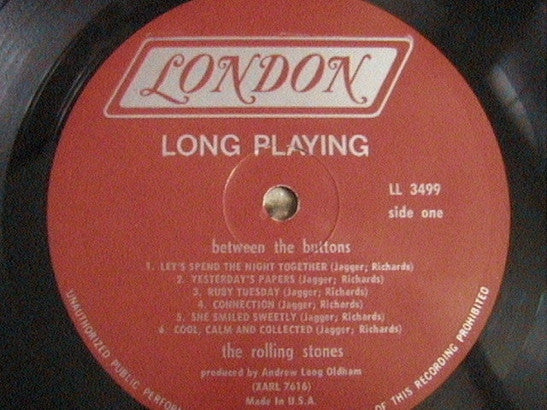 LONDON
LONG PLAYING
LL 3499
side one
between the buttons
1. LET'S SPEND THE NIGHT TOGETHER (Jagger; Richards)
2. YESTERDAY'S PAPERS (Jagger; Richards)
3. RUBY TUESDAY (Jagger; Richards)
4. CONNECTION (Jagger; Richards)
5. SHE SMILED SWEETLY (Jagger; Richards)
6. COOL, CALM AND COLLECTED (Jagger; Richards)
the rolling stones
produced by Andrew Loog Oldham
(XARL 7616)
Made in U.S.A.
UNAUTHORIZED PUBLIC PERFOR
OF THIS RECORDING PROHIBITED